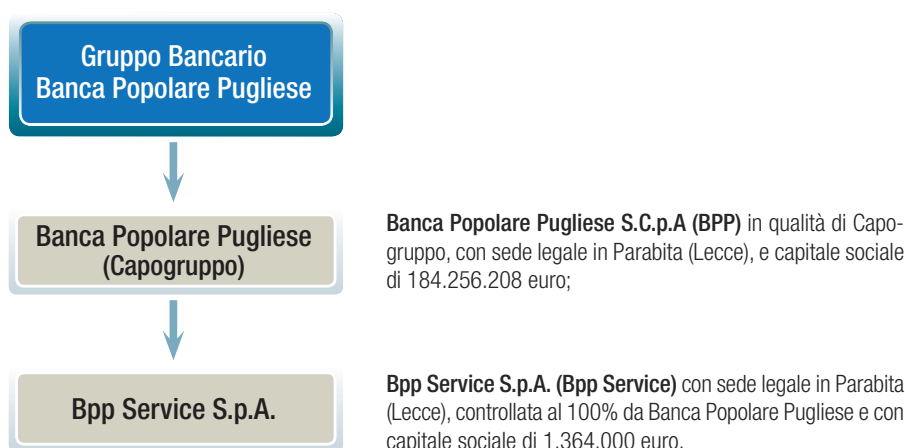 Gruppo Bancario
Banca Popolare Pugliese
Banca Popolare Pugliese
(Capogruppo)
Banca Popolare Pugliese S.C.p.A (BPP) in qualità di Capo-
gruppo, con sede legale in Parabita (Lecce), e capitale sociale
di 184.256.208 euro;
Bpp Service S.p.A.
Bpp Service S.p.A. (Bpp Service) con sede legale in Parabita
(Lecce), controllata al 100% da Banca Popolare Pugliese e con
capitale sociale di 1.364.000 euro.